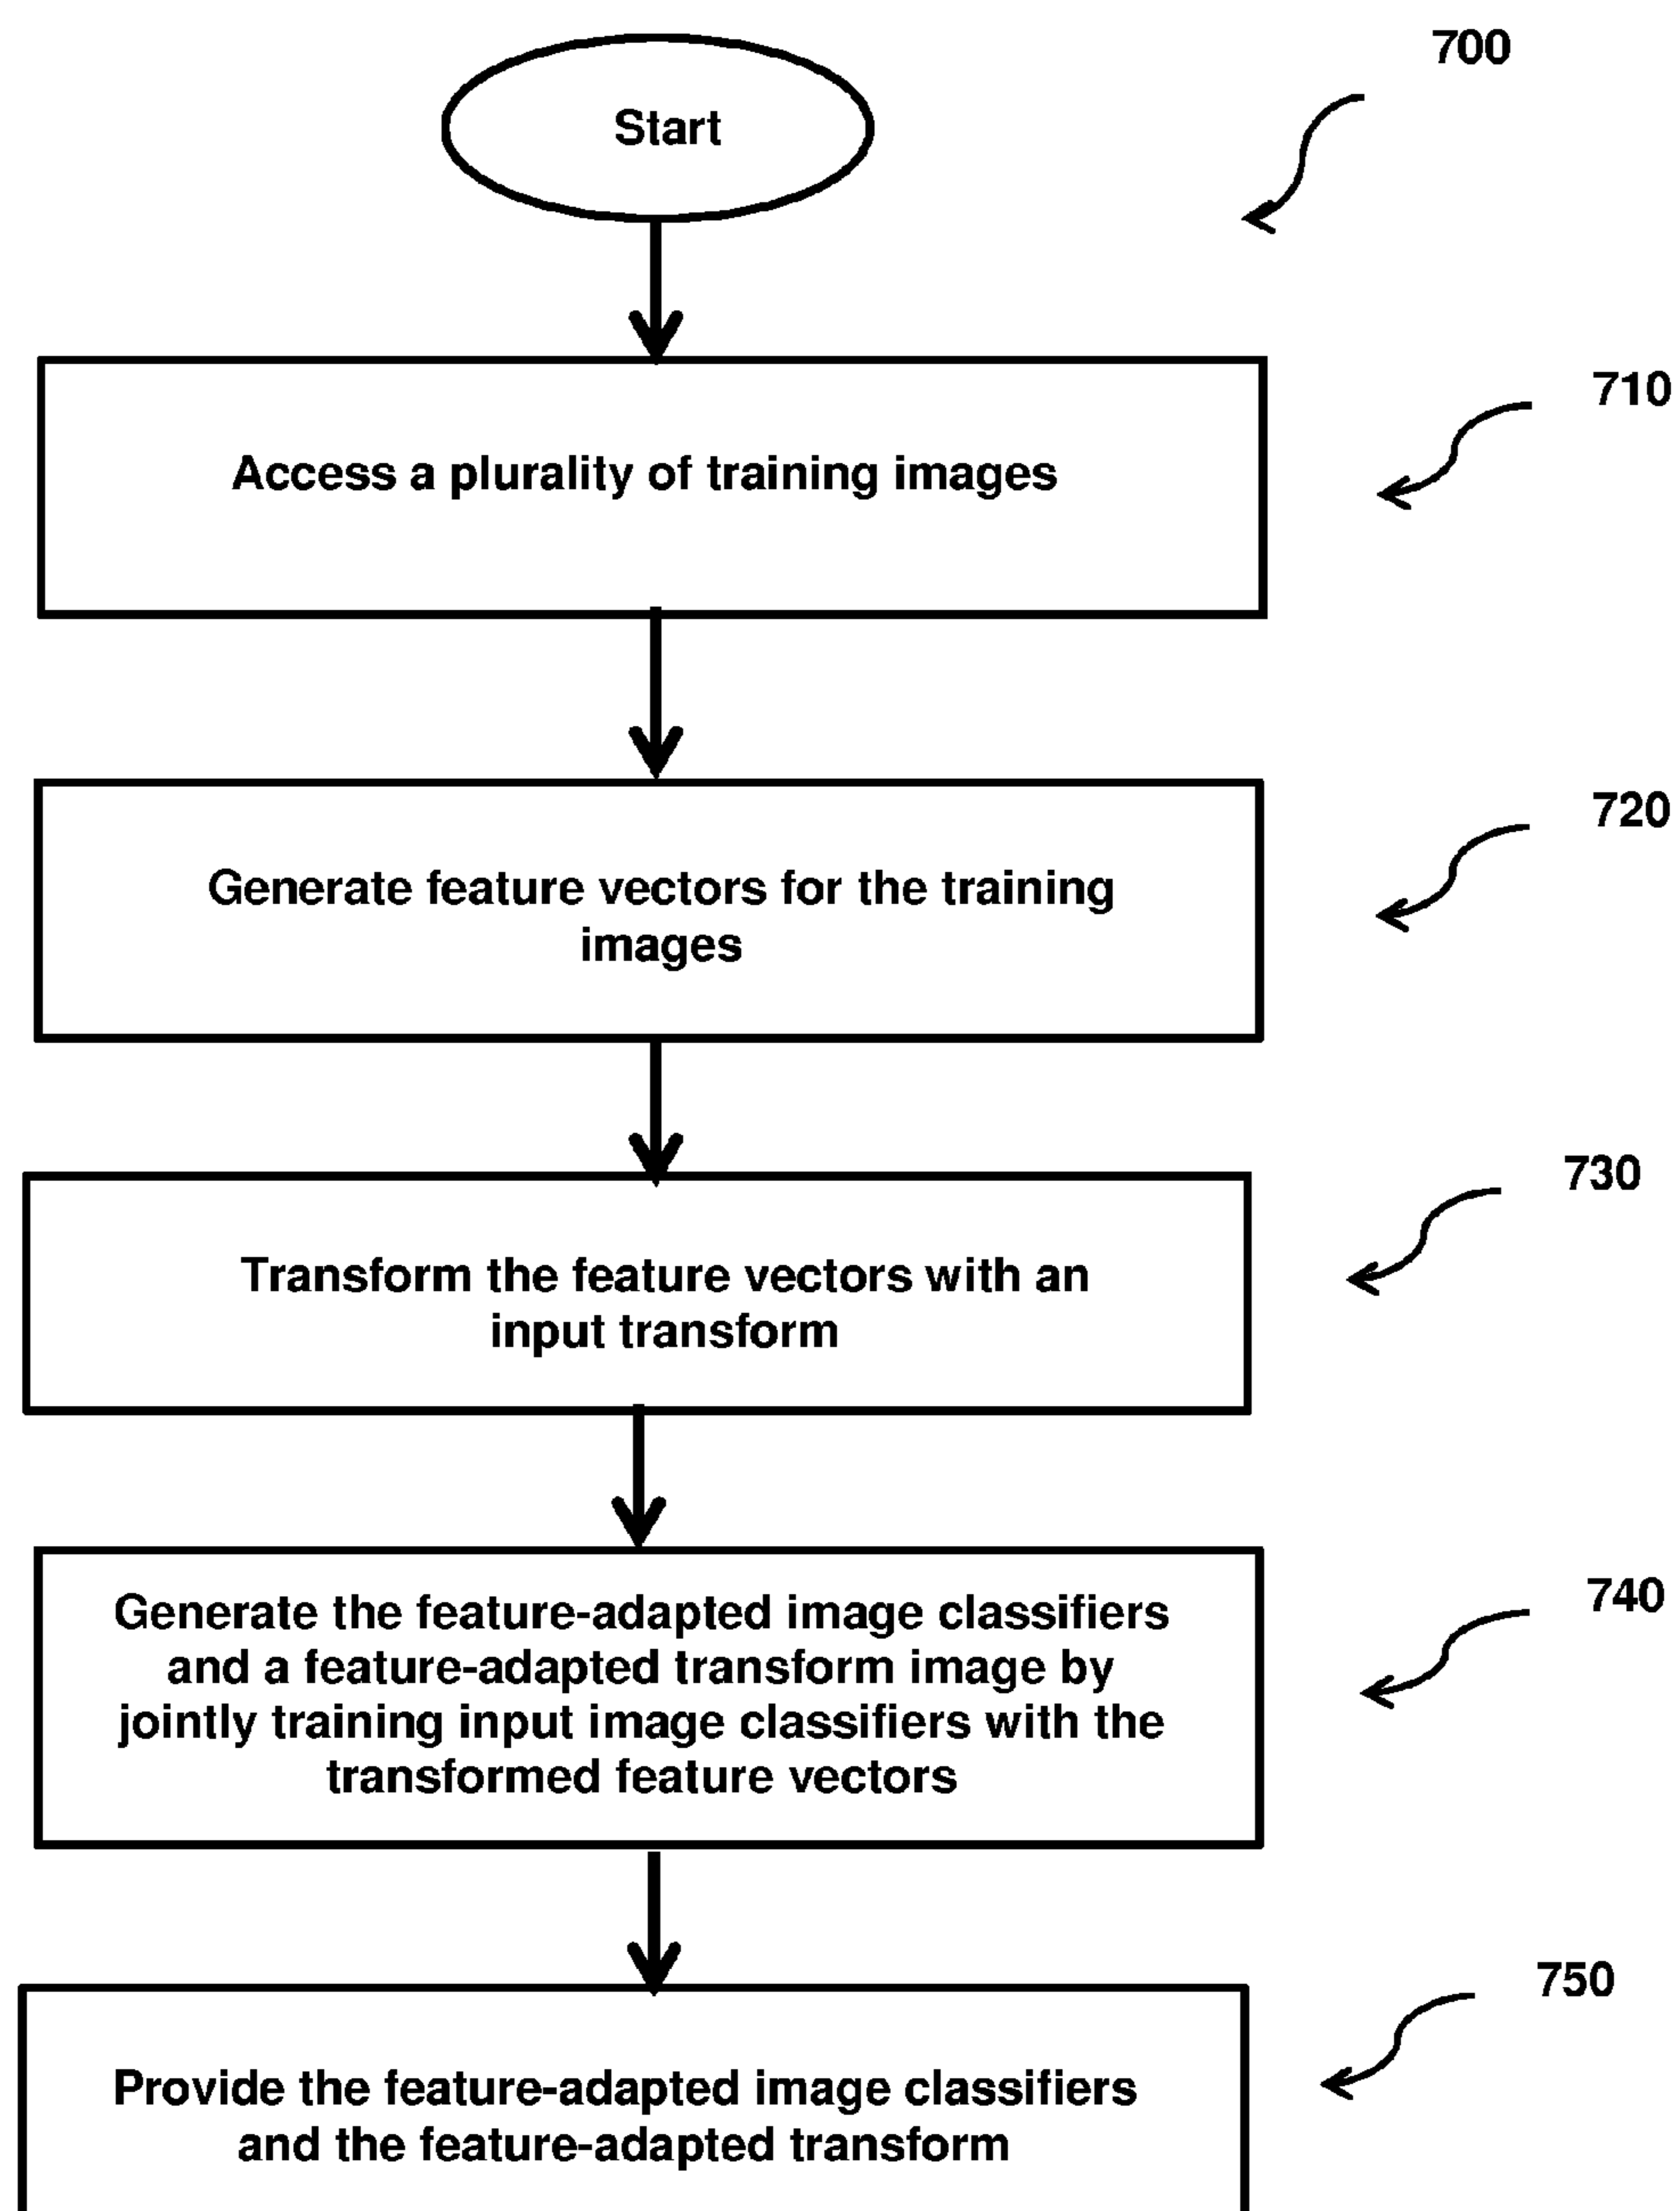 700
Start
710
Access a plurality of training images
720
Generate feature vectors for the training
images
730
Transform the feature vectors with an
input transform
740
Generate the feature-adapted image classifiers
and a feature-adapted transform image by
jointly training input image classifiers with the
transformed feature vectors
750
Provide the feature-adapted image classifiers
and the feature-adapted transform